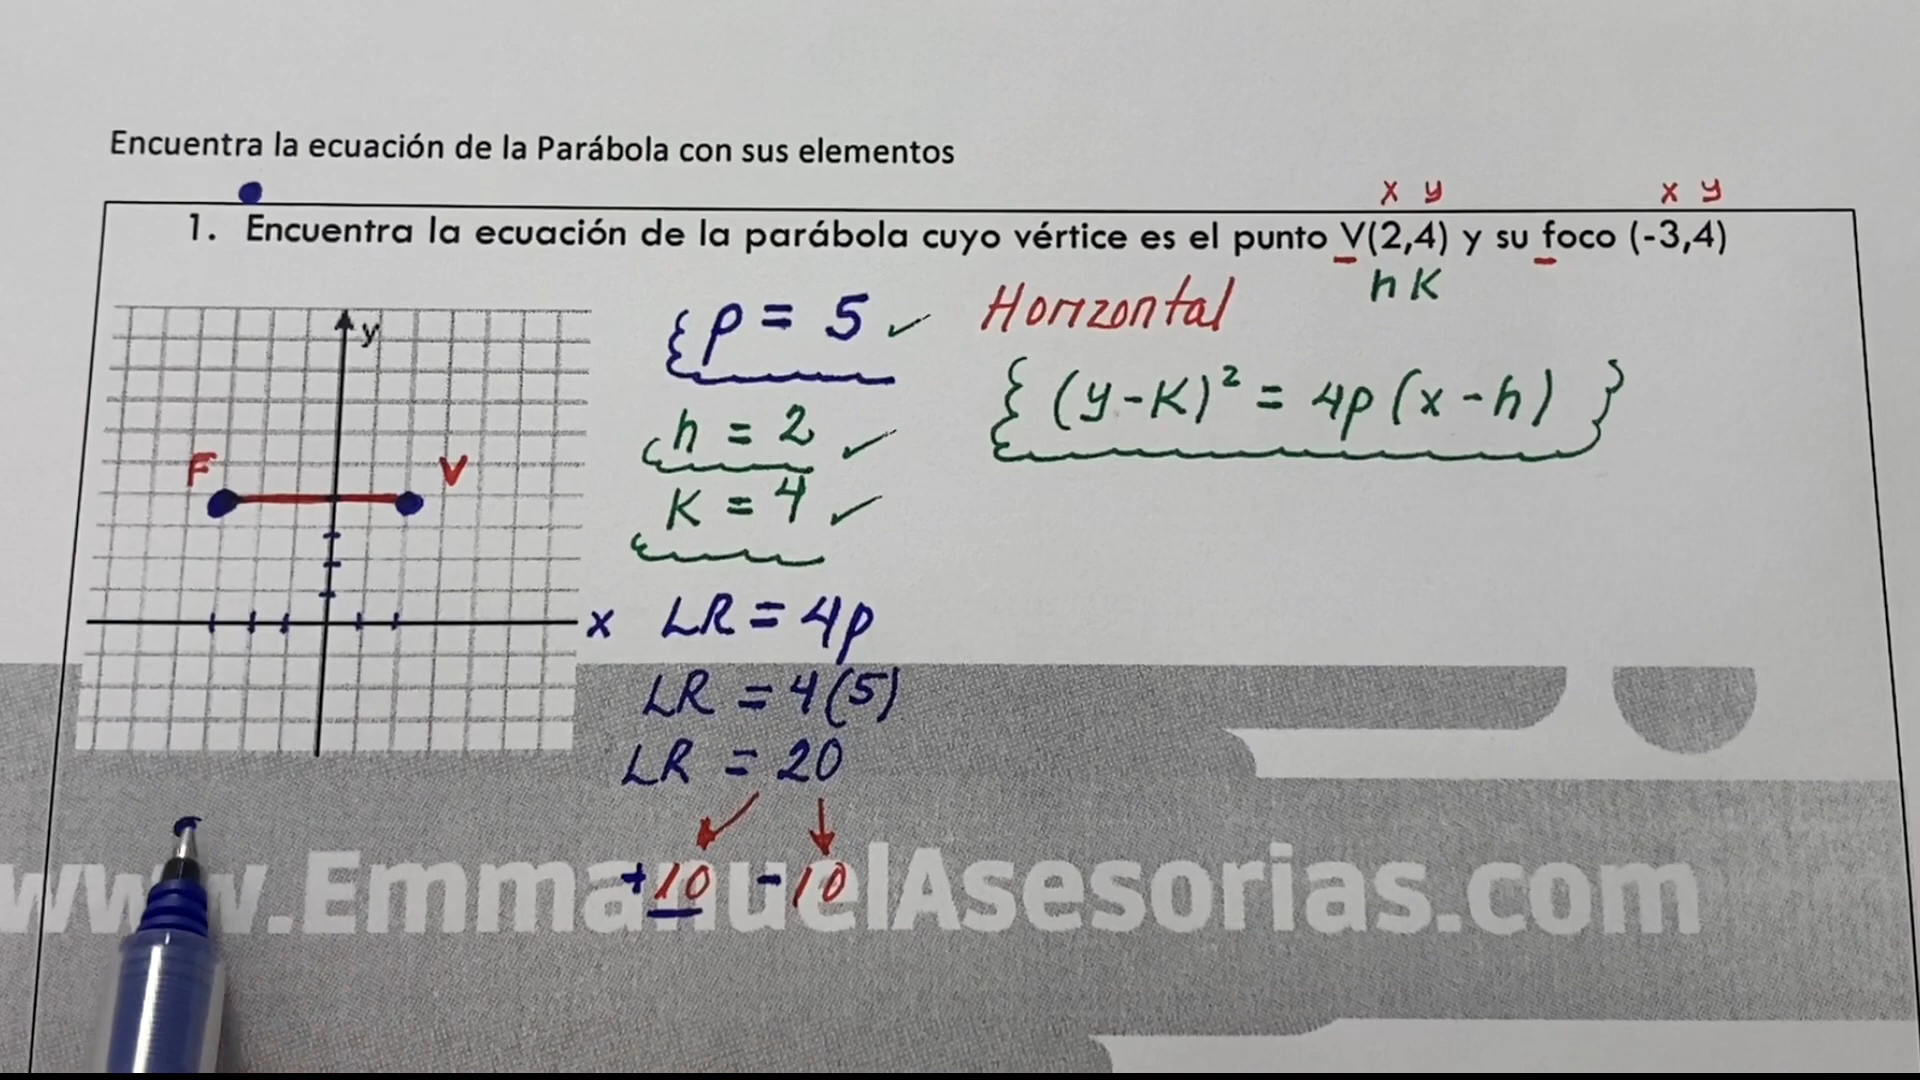 Encuentra la ecuación de la Parábola con sus elementos
x y x y
1. Encuentra la ecuación de la parábola cuyo vértice es el punto V(2,4) y su foco (-3,4)
h K
y
F V
x
p = 5 ✓
h = 2 ✓
K = 4 ✓
LR = 4p
LR = 4(5)
LR = 20
+10 -10
Horizontal
{ (y-K)² = 4p(x-h) }
www.EmmanuelAsesorias.com